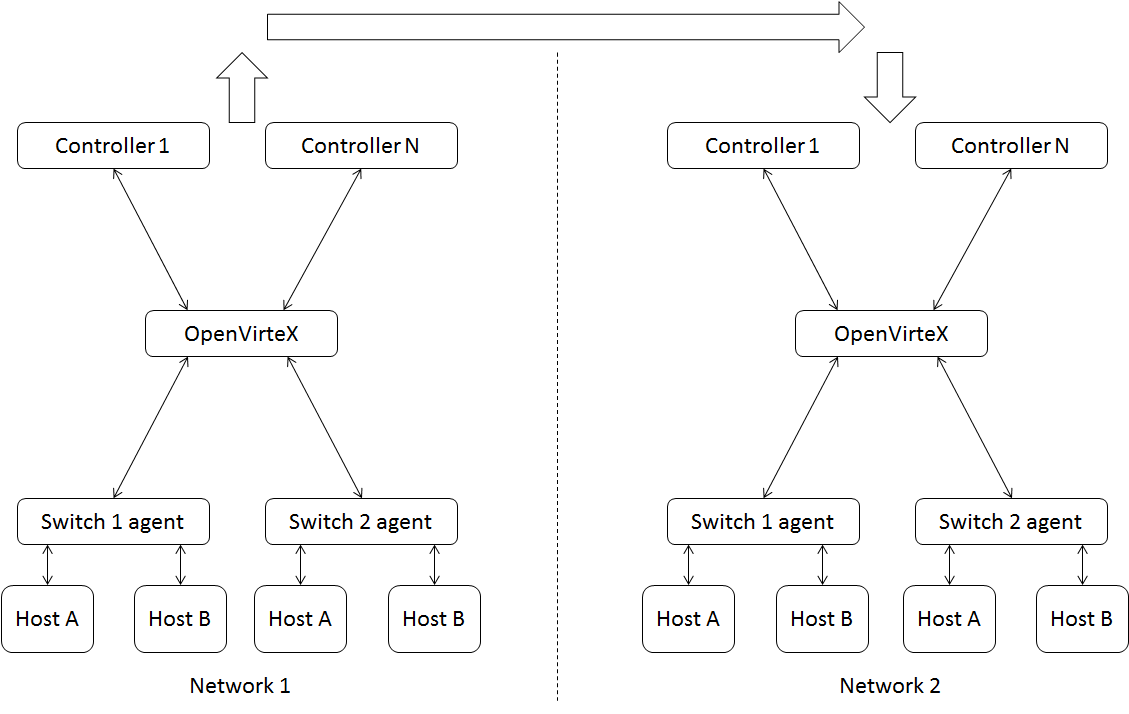 Controller 1
Controller N
Controller 1
Controller N
OpenVirteX
OpenVirteX
Switch 1 agent
Switch 2 agent
Switch 1 agent
Switch 2 agent
Host A
Host B
Host A
Host B
Host A
Host B
Host A
Host B
Network 1
Network 2